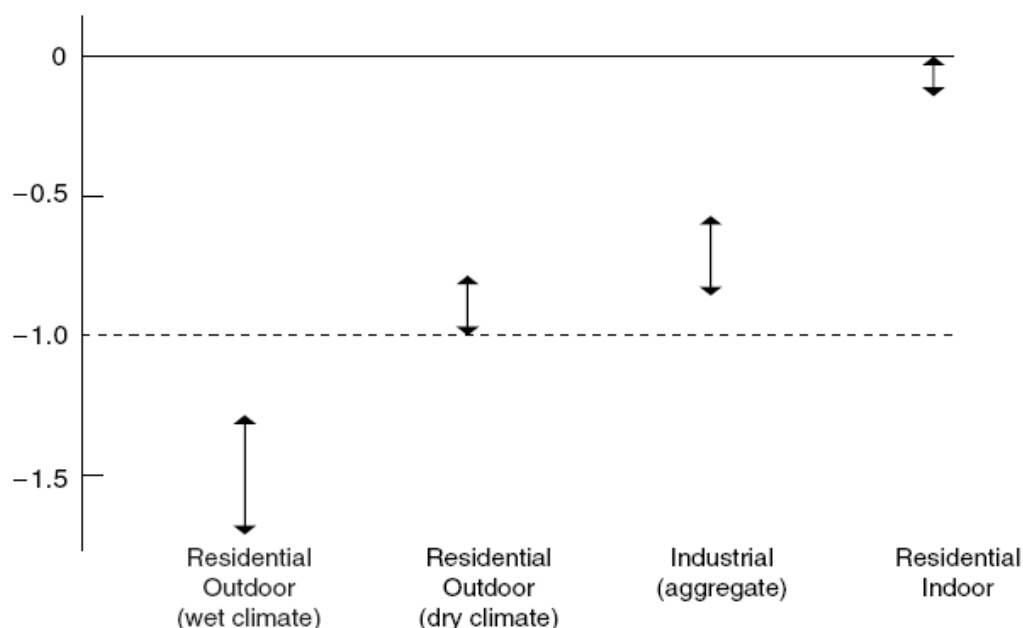 0
−0.5
−1.0
−1.5
Residential
Outdoor
(wet climate)
Residential
Outdoor
(dry climate)
Industrial
(aggregate)
Residential
Indoor